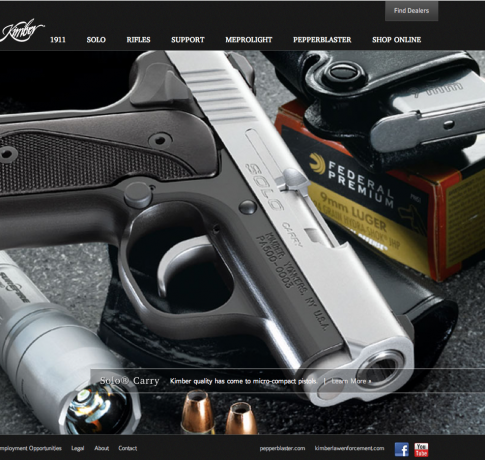 Find Dealers
Kimber
1911 SOLO RIFLES SUPPORT MEPROLIGHT PEPPERBLASTER SHOP ONLINE
FEDERAL
PREMIUM
9mm LUGER
SOLO CARRY
KIMBER YONKERS, NY U.S.A.
Solo® Carry Kimber quality has come to micro-compact pistols. | Learn More »
mployment Opportunities Legal About Contact pepperblaster.com kimberlawenforcement.com f You Tube